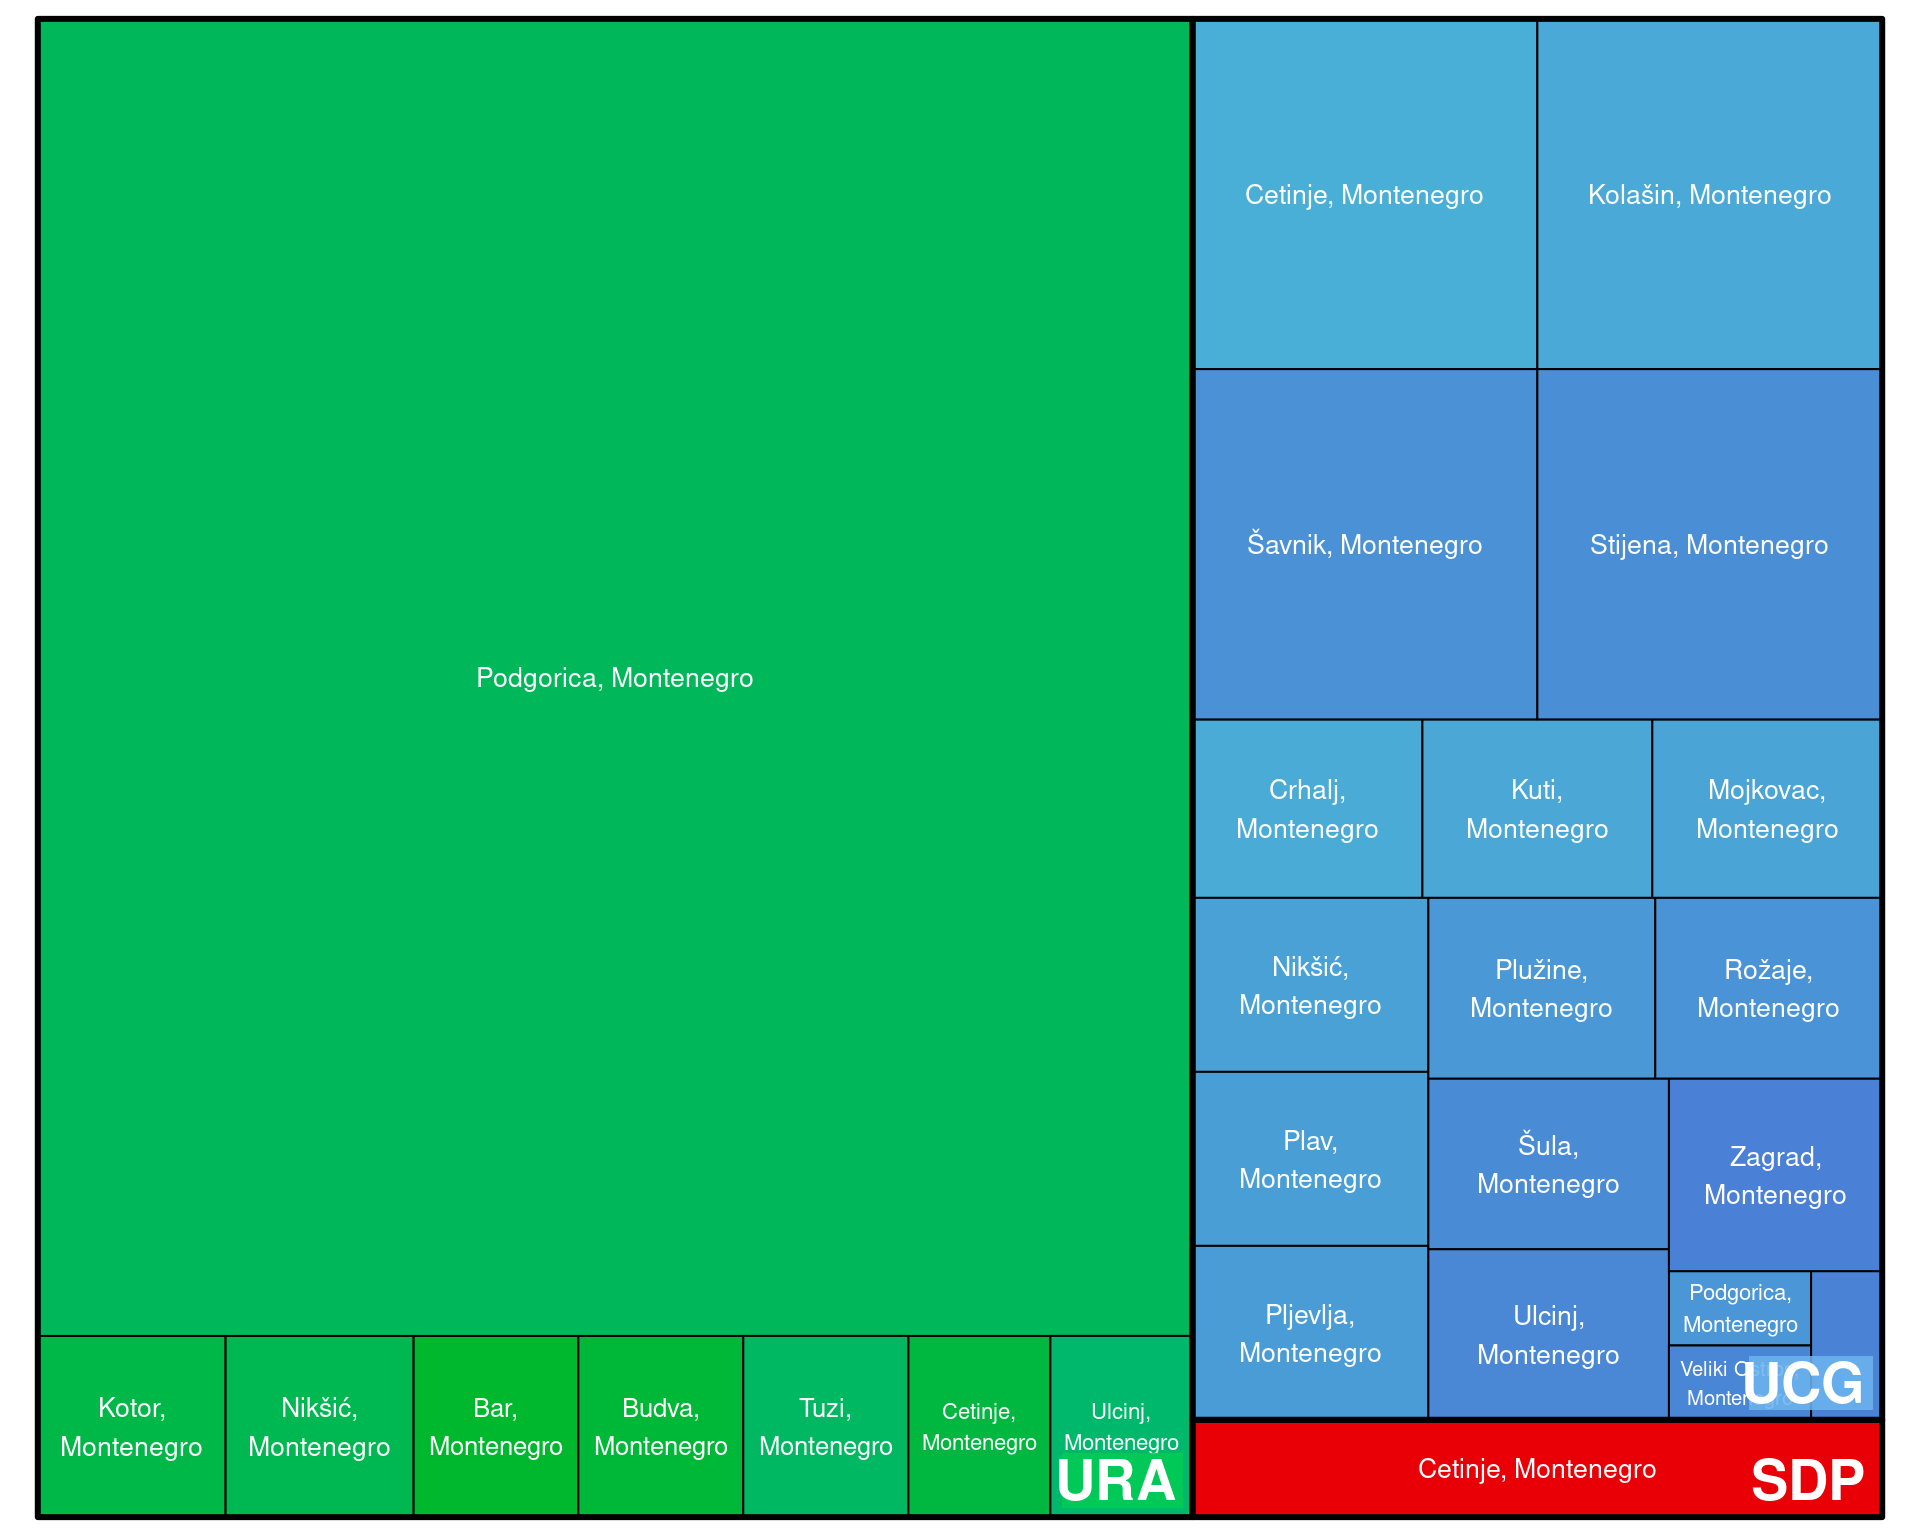 Podgorica, Montenegro
Kotor,
Montenegro
Nikšić,
Montenegro
Bar,
Montenegro
Budva,
Montenegro
Tuzi,
Montenegro
Cetinje,
Montenegro
Ulcinj,
Montenegro
URA
Cetinje, Montenegro
Kolašin, Montenegro
Šavnik, Montenegro
Stijena, Montenegro
Crhalj,
Montenegro
Kuti,
Montenegro
Mojkovac,
Montenegro
Nikšić,
Montenegro
Plužine,
Montenegro
Rožaje,
Montenegro
Plav,
Montenegro
Šula,
Montenegro
Zagrad,
Montenegro
Pljevlja,
Montenegro
Ulcinj,
Montenegro
Podgorica,
Montenegro
Veliki
Montenegro
UCG
Cetinje, Montenegro
SDP